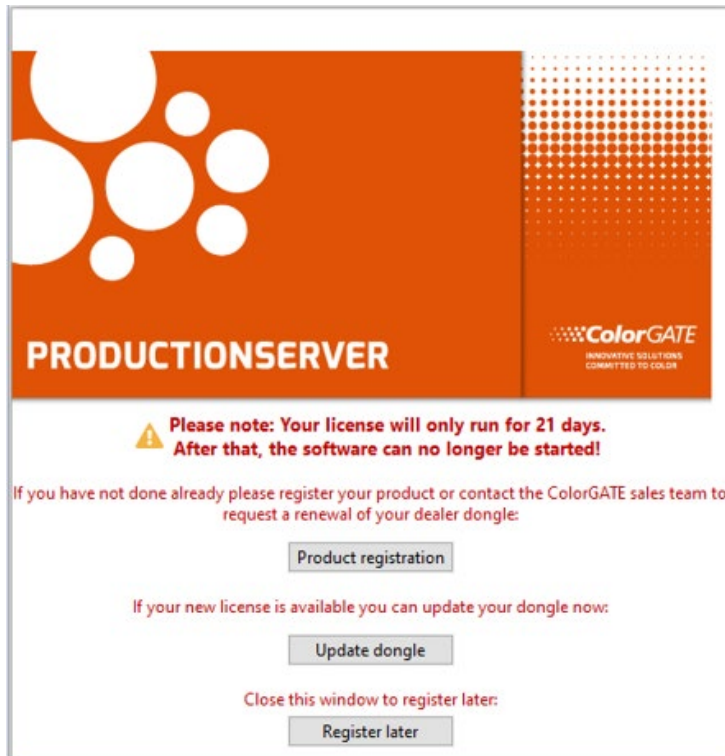 PRODUCTIONSERVER
ColorGATE
INNOVATIVE SOLUTIONS
COMMITTED TO COLOR
Please note: Your license will only run for 21 days.
After that, the software can no longer be started!
If you have not done already please register your product or contact the ColorGATE sales team to
request a renewal of your dealer dongle:
Product registration
If your new license is available you can update your dongle now:
Update dongle
Close this window to register later:
Register later